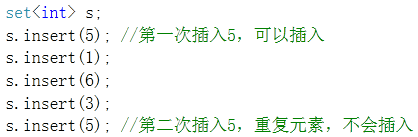 set<int> s;
s.insert(5); //第一次插入5，可以插入
s.insert(1);
s.insert(6);
s.insert(3);
s.insert(5); //第二次插入5，重复元素，不会插入